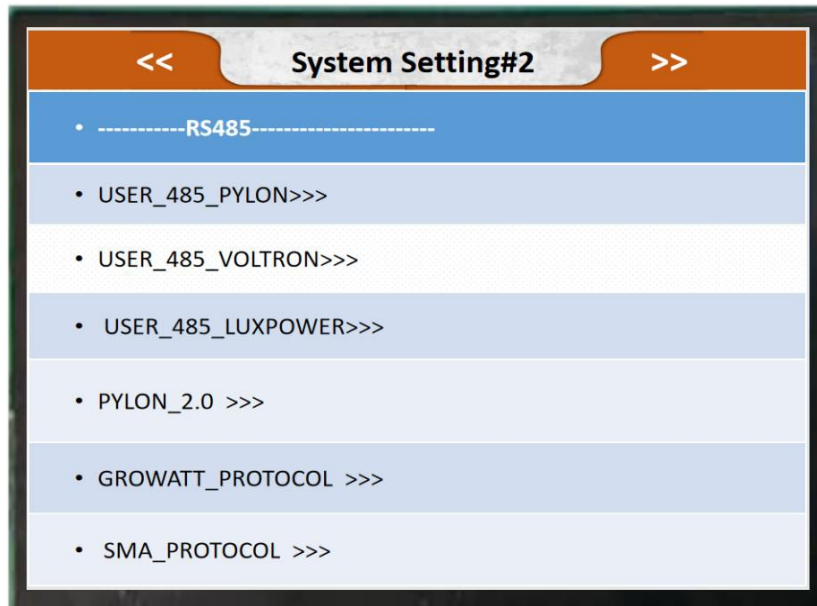 << System Setting#2 >>
• -----------RS485-----------------------
• USER_485_PYLON>>>
• USER_485_VOLTRON>>>
• USER_485_LUXPOWER>>>
• PYLON_2.0 >>>
• GROWATT_PROTOCOL >>>
• SMA_PROTOCOL >>>